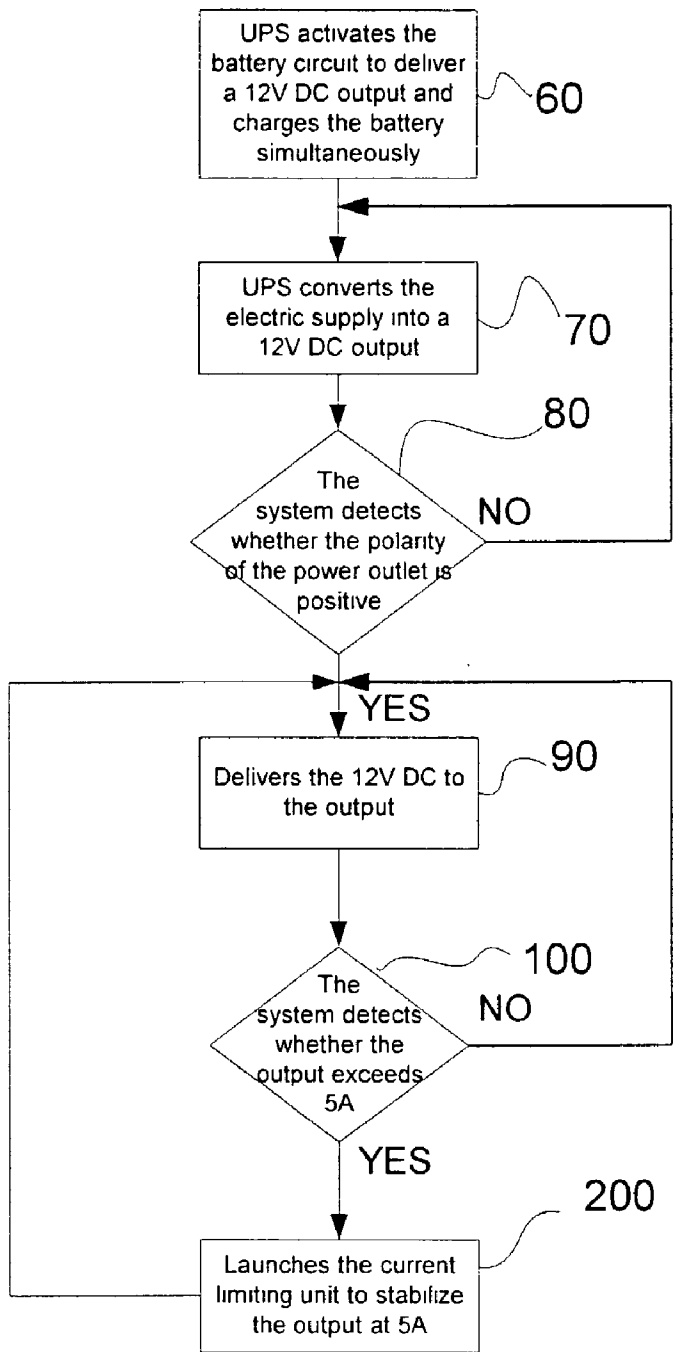 UPS activates the
battery circuit to deliver
a 12V DC output and
charges the battery
simultaneously
60
UPS converts the
electric supply into a
12V DC output
70
80
The
system detects
whether the polarity
of the power outlet is
positive
NO
YES
Delivers the 12V DC to
the output
90
100
The
system detects
whether the
output exceeds
5A
NO
YES
200
Launches the current
limiting unit to stabilize
the output at 5A